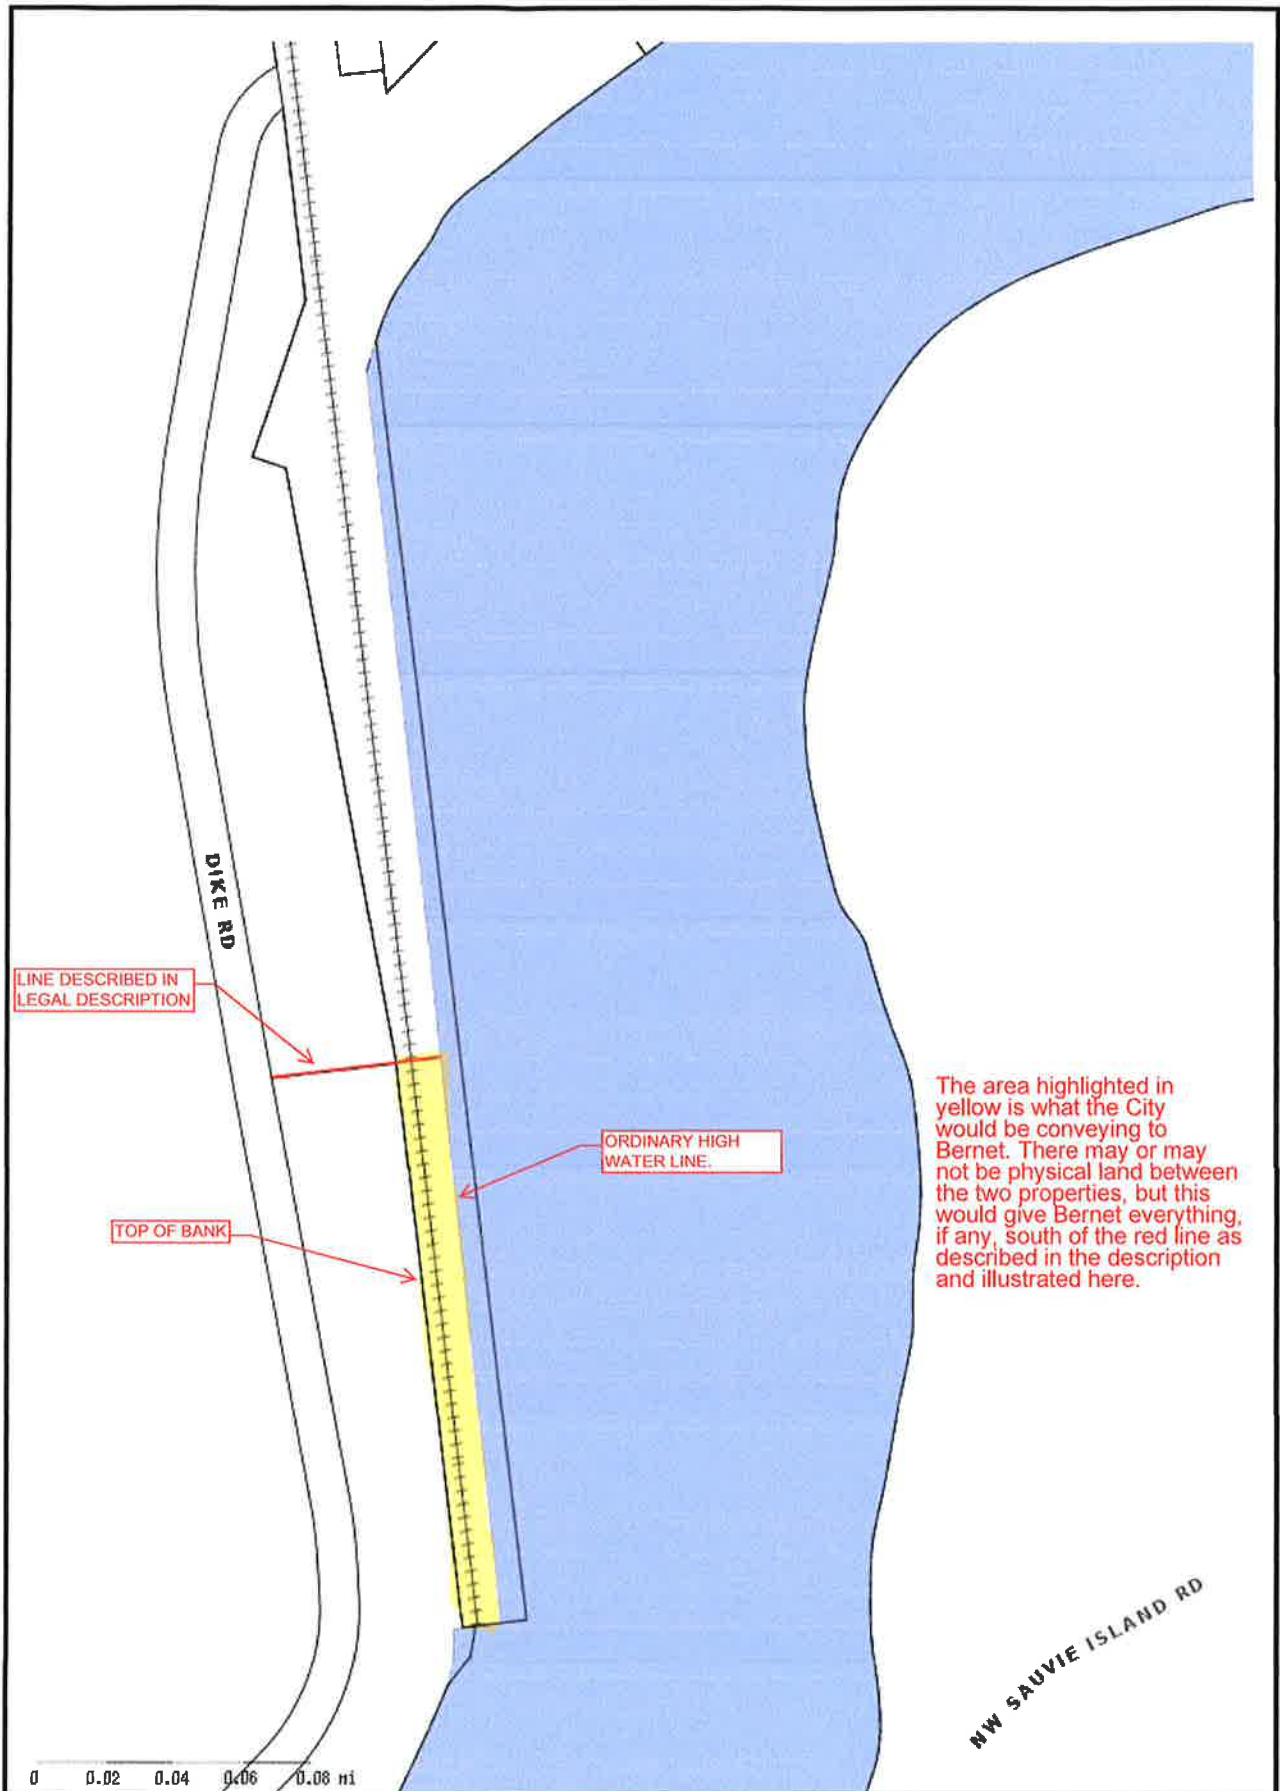 DIKE RD
LINE DESCRIBED IN
LEGAL DESCRIPTION
The area highlighted in
yellow is what the City
would be conveying to
Bernet. There may or may
not be physical land between
the two properties, but this
would give Bernet everything,
if any, south of the red line as
described in the description
and illustrated here.
ORDINARY HIGH
WATER LINE.
TOP OF BANK
NW SAUVIE ISLAND RD
0 0.02 0.04 0.06 0.08 mi